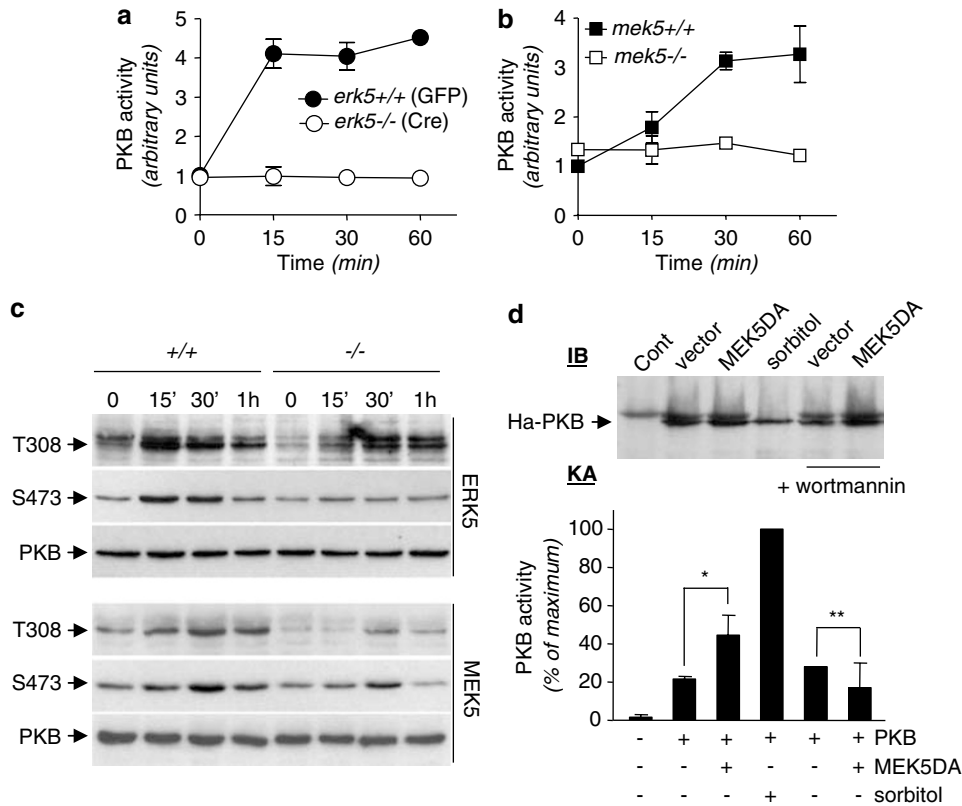 a
PKB activity
(arbitrary units)
5
4
3
2
1
0
erk5+/+ (GFP)
erk5-/- (Cre)
0 15 30 60
Time (min)
b
PKB activity
(arbitrary units)
5
4
3
2
1
0
mek5+/+
mek5-/-
0 15 30 60
Time (min)
c
+/+ -/-
0 15' 30' 1h 0 15' 30' 1h
T308
S473
PKB
ERK5
T308
S473
PKB
MEK5
d
IB
Cont vector MEK5DA sorbitol vector MEK5DA
Ha-PKB
+ wortmannin
KA
PKB activity
(% of maximum)
100
80
60
40
20
0
* **
- + + + + + PKB
- - + - - + MEK5DA
- - - + - - sorbitol